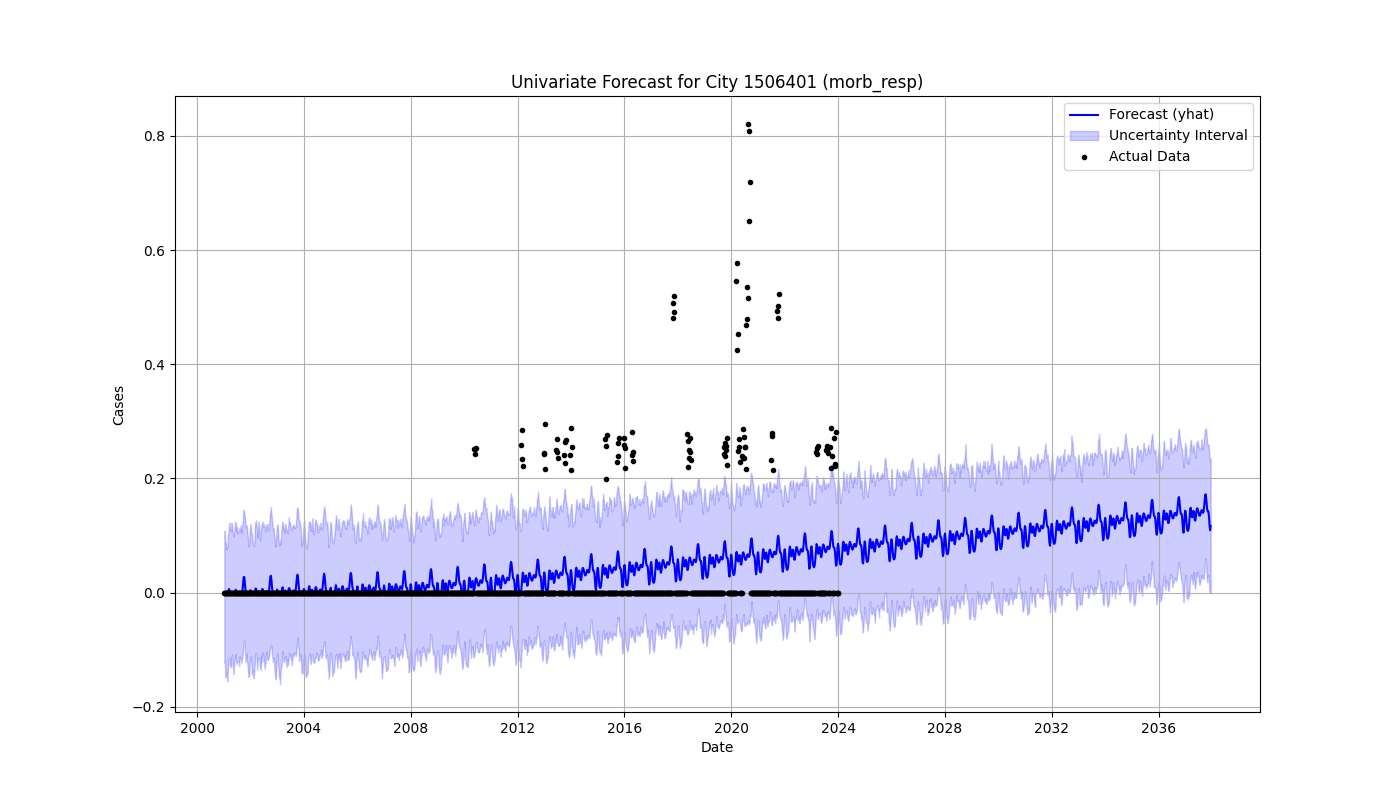 Univariate Forecast for City 1506401 (morb_resp)
Forecast (yhat)
Uncertainty Interval
Actual Data
Cases
0.8
0.6
0.4
0.2
0.0
−0.2
2000 2004 2008 2012 2016 2020 2024 2028 2032 2036
Date